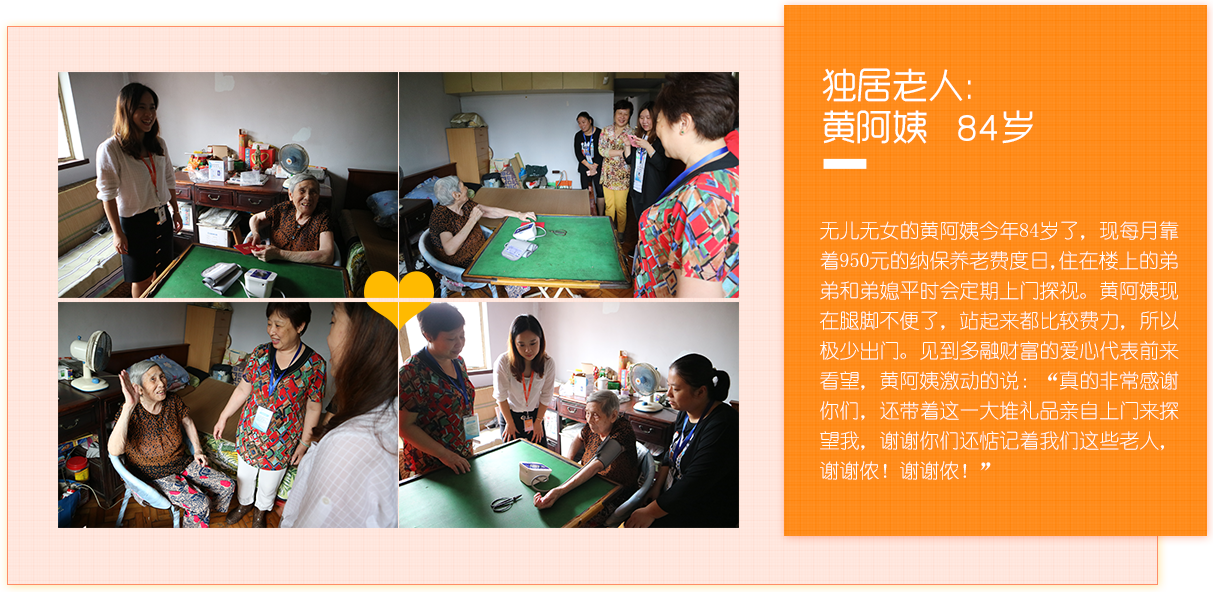 独居老人：
黄阿姨 84岁
无儿无女的黄阿姨今年84岁了，现每月靠
着950元的纳保养老费度日,住在楼上的弟
弟和弟媳平时会定期上门探视。黄阿姨现
在腿脚不便了，站起来都比较费力，所以
极少出门。见到多融财富的爱心代表前来
看望，黄阿姨激动的说：“真的非常感谢
你们，还带着这一大堆礼品亲自上门来探
望我，谢谢你们还惦记着我们这些老人，
谢谢侬！谢谢侬！”